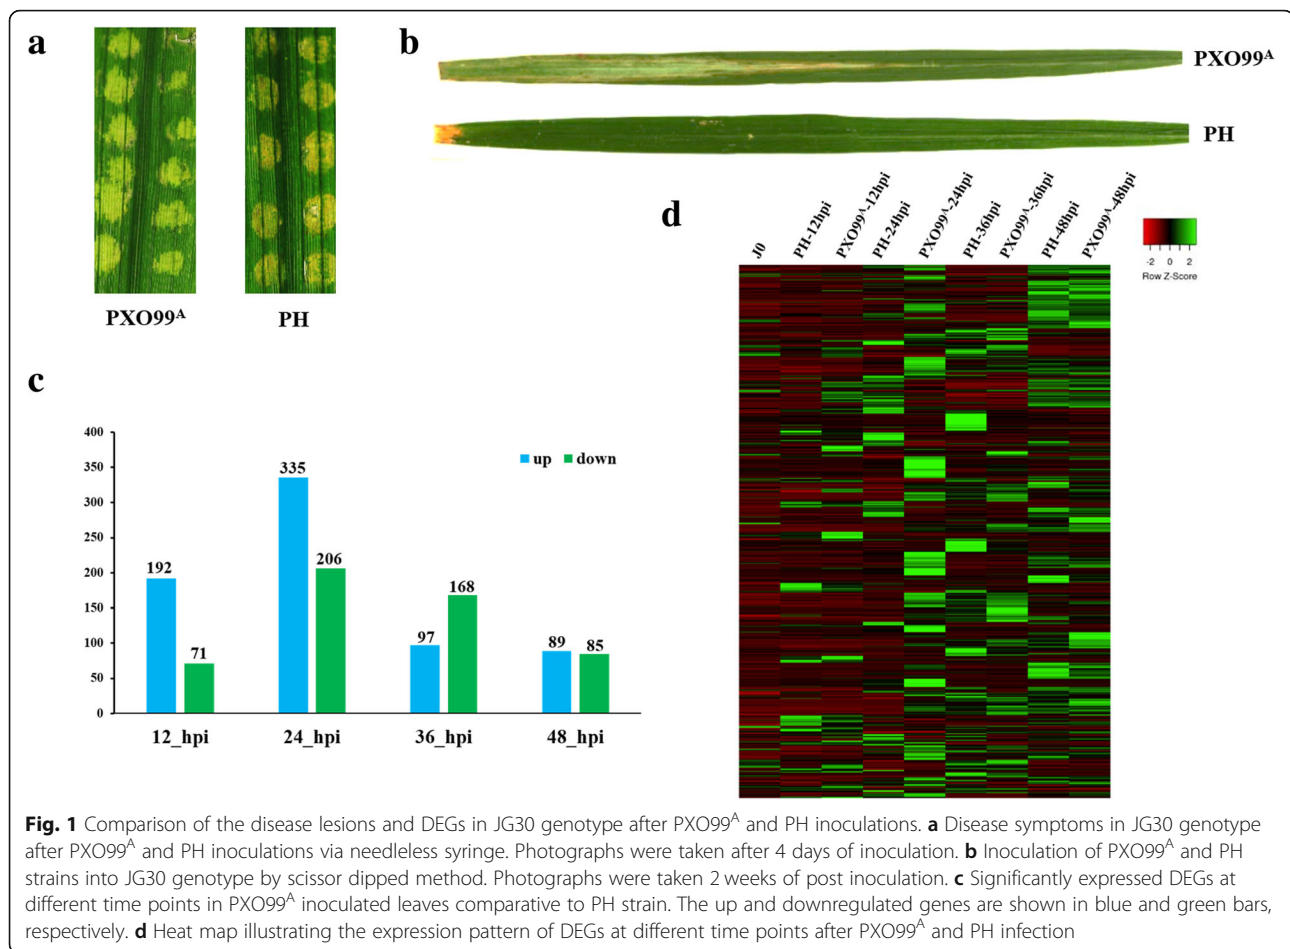 a
PXO99ᴬ
PH
b
PXO99ᴬ
PH
c
400
350
300
250
200
150
100
50
0
up
down
192
71
335
206
97
168
89
85
12_hpi
24_hpi
36_hpi
48_hpi
d
J0
PH-12hpi
PXO99ᴬ-12hpi
PH-24hpi
PXO99ᴬ-24hpi
PH-36hpi
PXO99ᴬ-36hpi
PH-48hpi
PXO99ᴬ-48hpi
-2 0 2
Row Z-Score
Fig. 1 Comparison of the disease lesions and DEGs in JG30 genotype after PXO99ᴬ and PH inoculations. a Disease symptoms in JG30 genotype
after PXO99ᴬ and PH inoculations via needleless syringe. Photographs were taken after 4 days of inoculation. b Inoculation of PXO99ᴬ and PH
strains into JG30 genotype by scissor dipped method. Photographs were taken 2 weeks of post inoculation. c Significantly expressed DEGs at
different time points in PXO99ᴬ inoculated leaves comparative to PH strain. The up and downregulated genes are shown in blue and green bars,
respectively. d Heat map illustrating the expression pattern of DEGs at different time points after PXO99ᴬ and PH infection